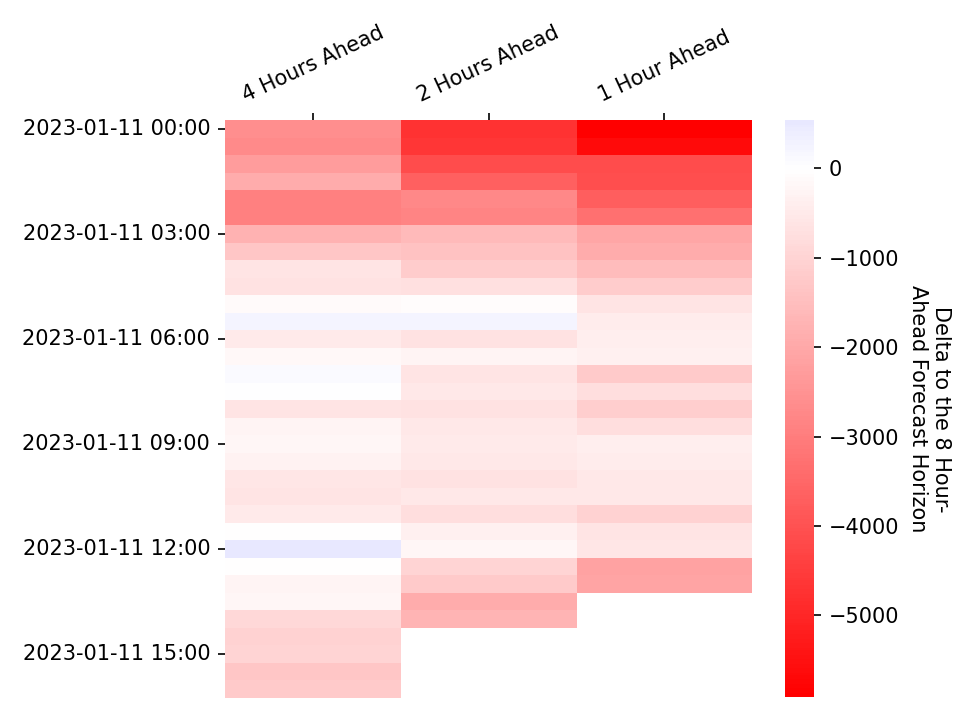 4 Hours Ahead
2 Hours Ahead
1 Hour Ahead
2023-01-11 00:00
2023-01-11 03:00
2023-01-11 06:00
2023-01-11 09:00
2023-01-11 12:00
2023-01-11 15:00
0
−1000
−2000
−3000
−4000
−5000
Delta to the 8 Hour-
Ahead Forecast Horizon